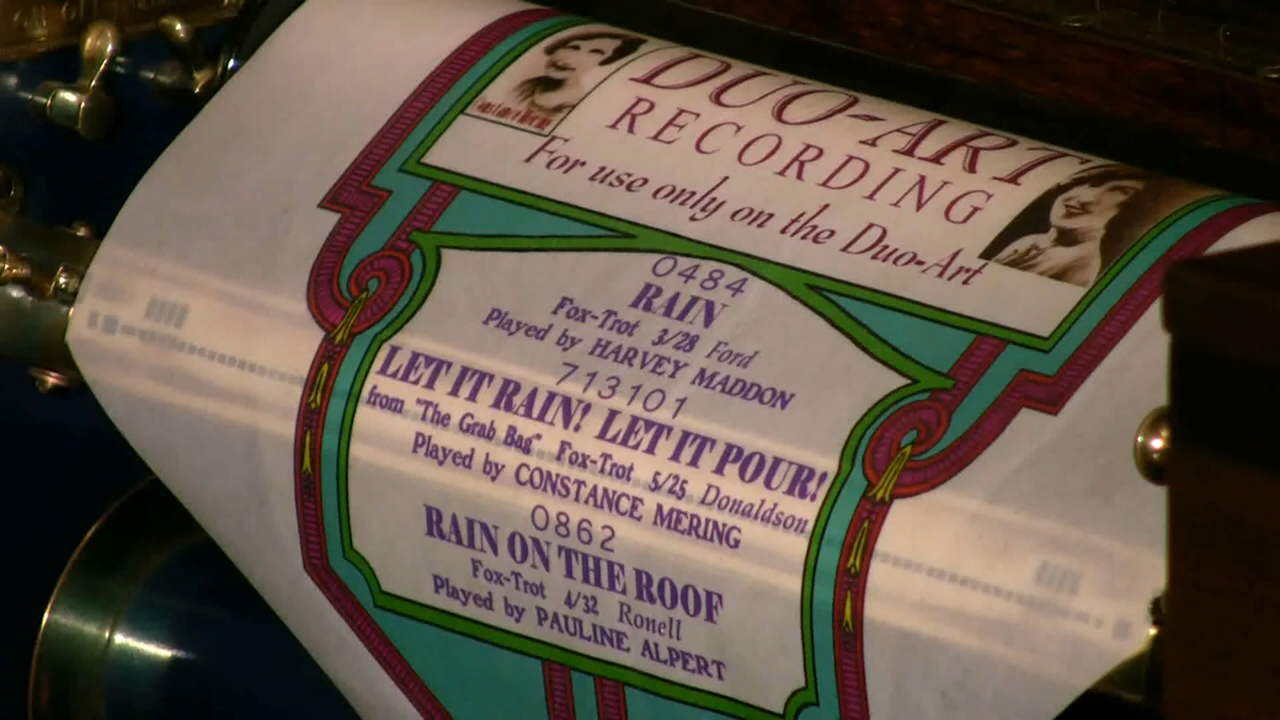 DUO-ART
RECORDING
For use only on the Duo-Art
0484
RAIN
Fox-Trot 3/28 Ford
Played by HARVEY MADDON
713101
LET IT RAIN! LET IT POUR!
from "The Grab Bag" Fox-Trot 5/25 Donaldson
Played by CONSTANCE MERING
0862
RAIN ON THE ROOF
Fox-Trot 4/32 Ronell
Played by PAULINE ALPERT